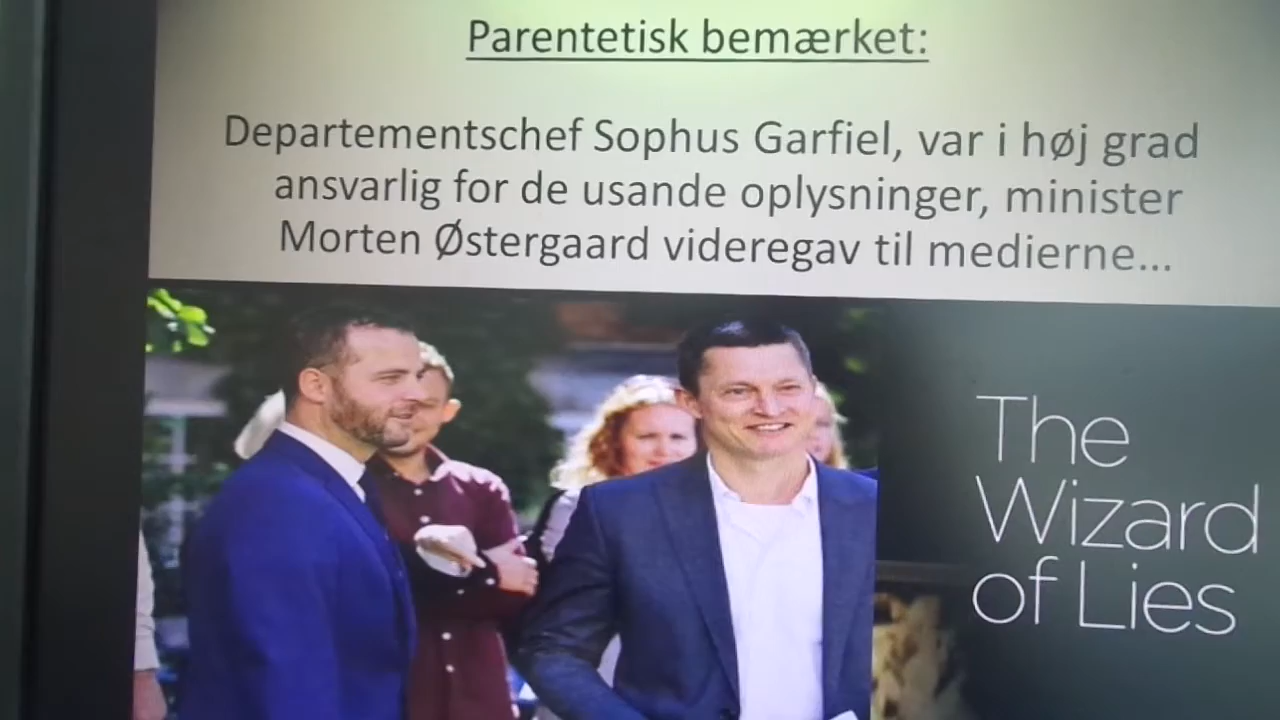 Parentetisk bemærket:
Departementschef Sophus Garfiel, var i høj grad
ansvarlig for de usande oplysninger, minister
Morten Østergaard videregav til medierne...
The
Wizard
of Lies